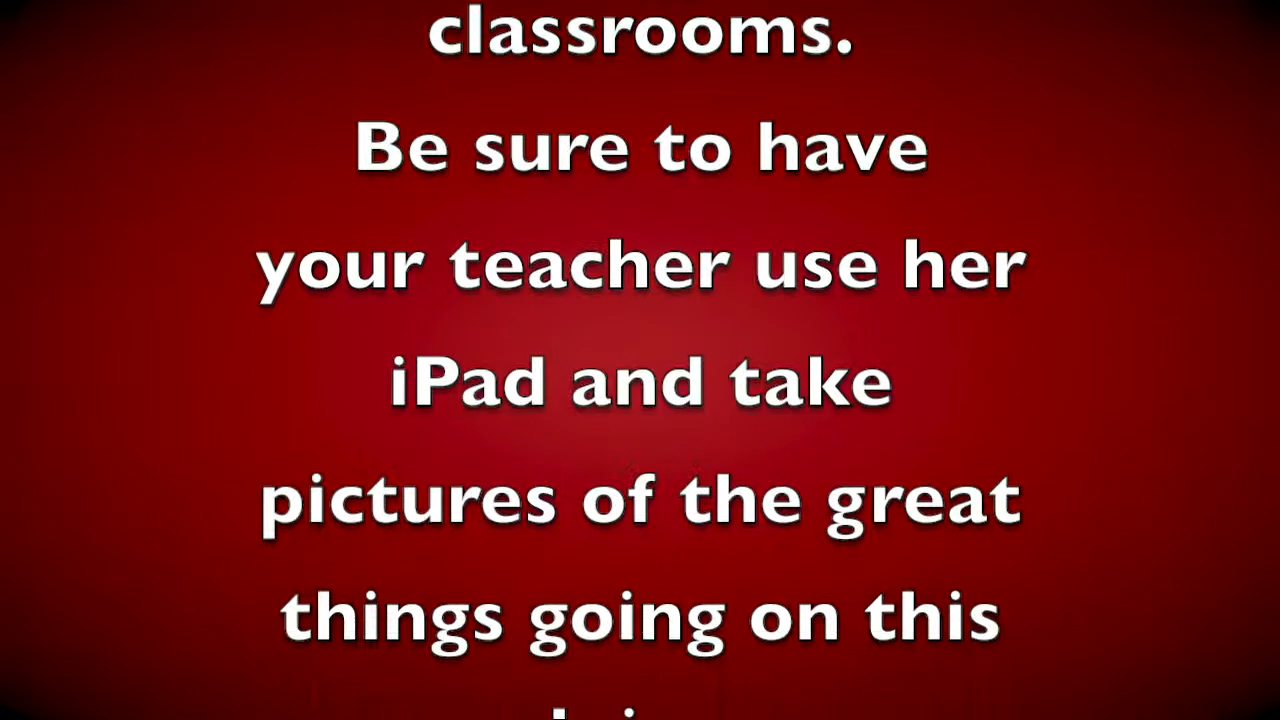 classrooms.
Be sure to have
your teacher use her
iPad and take
pictures of the great
things going on this